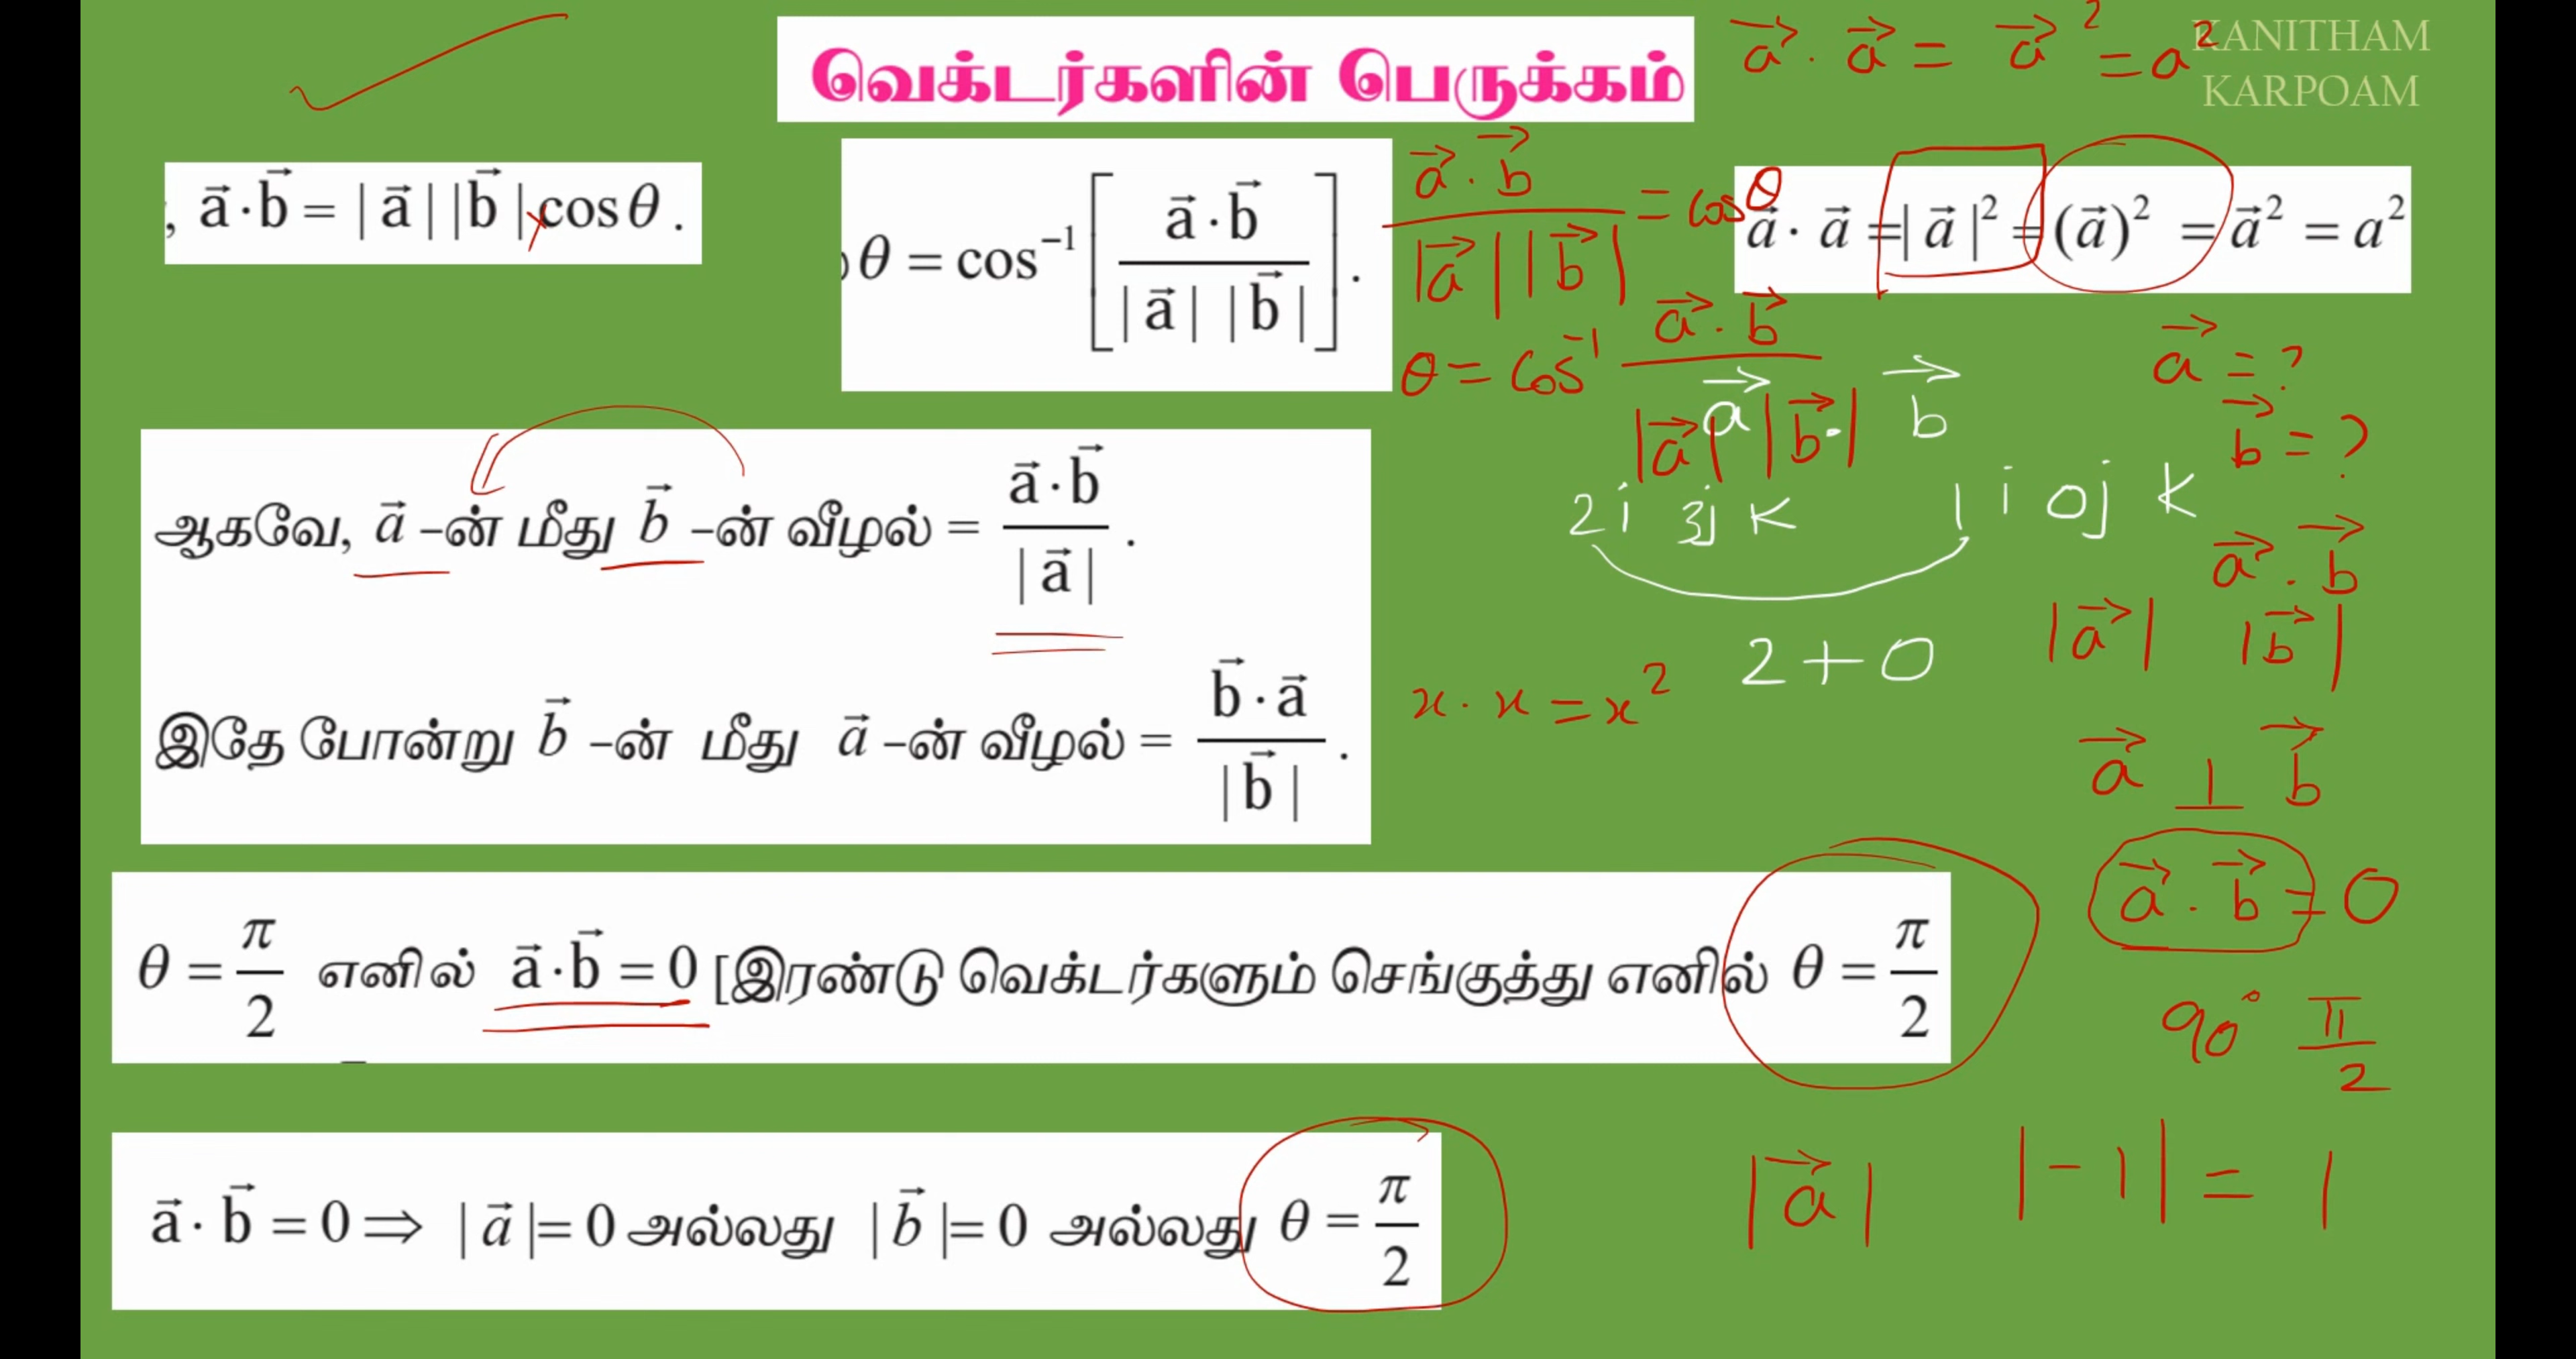 வெக்டர்களின் பெருக்கம்
a⃗ . a⃗ = a⃗ ² = a²
KANITHAM
KARPOAM
, a⃗ · b⃗ = | a⃗ | | b⃗ | cos θ .
θ = cos⁻¹ [ a⃗ · b⃗ / | a⃗ | | b⃗ | ] .
a⃗ . b⃗ / | a⃗ | | b⃗ | = cos θ
a⃗ · a⃗ = | a⃗ |² = (a⃗)² = a⃗² = a²
θ = cos⁻¹ a⃗ . b⃗ / | a⃗ | | b⃗ |
a⃗ . b⃗
2i 3j K 1 i 0j K
2 + 0
a⃗ = ?
b⃗ = ?
a⃗ . b⃗
| a⃗ | | b⃗ |
ஆகவே, a⃗ –ன் மீது b⃗ –ன் வீழல் = a⃗ · b⃗ / | a⃗ | .
x . x = x²
இதே போன்று b⃗ –ன் மீது a⃗ –ன் வீழல் = b⃗ · a⃗ / | b⃗ | .
a⃗ ⊥ b⃗
a⃗ . b⃗ = 0
θ = π/2 எனில் a⃗ · b⃗ = 0 [இரண்டு வெக்டர்களும் செங்குத்து எனில் θ = π/2
90° π/2
a⃗ · b⃗ = 0 ⇒ | a⃗ |= 0 அல்லது | b⃗ |= 0 அல்லது θ = π/2
| a⃗ | | − 1 | = 1